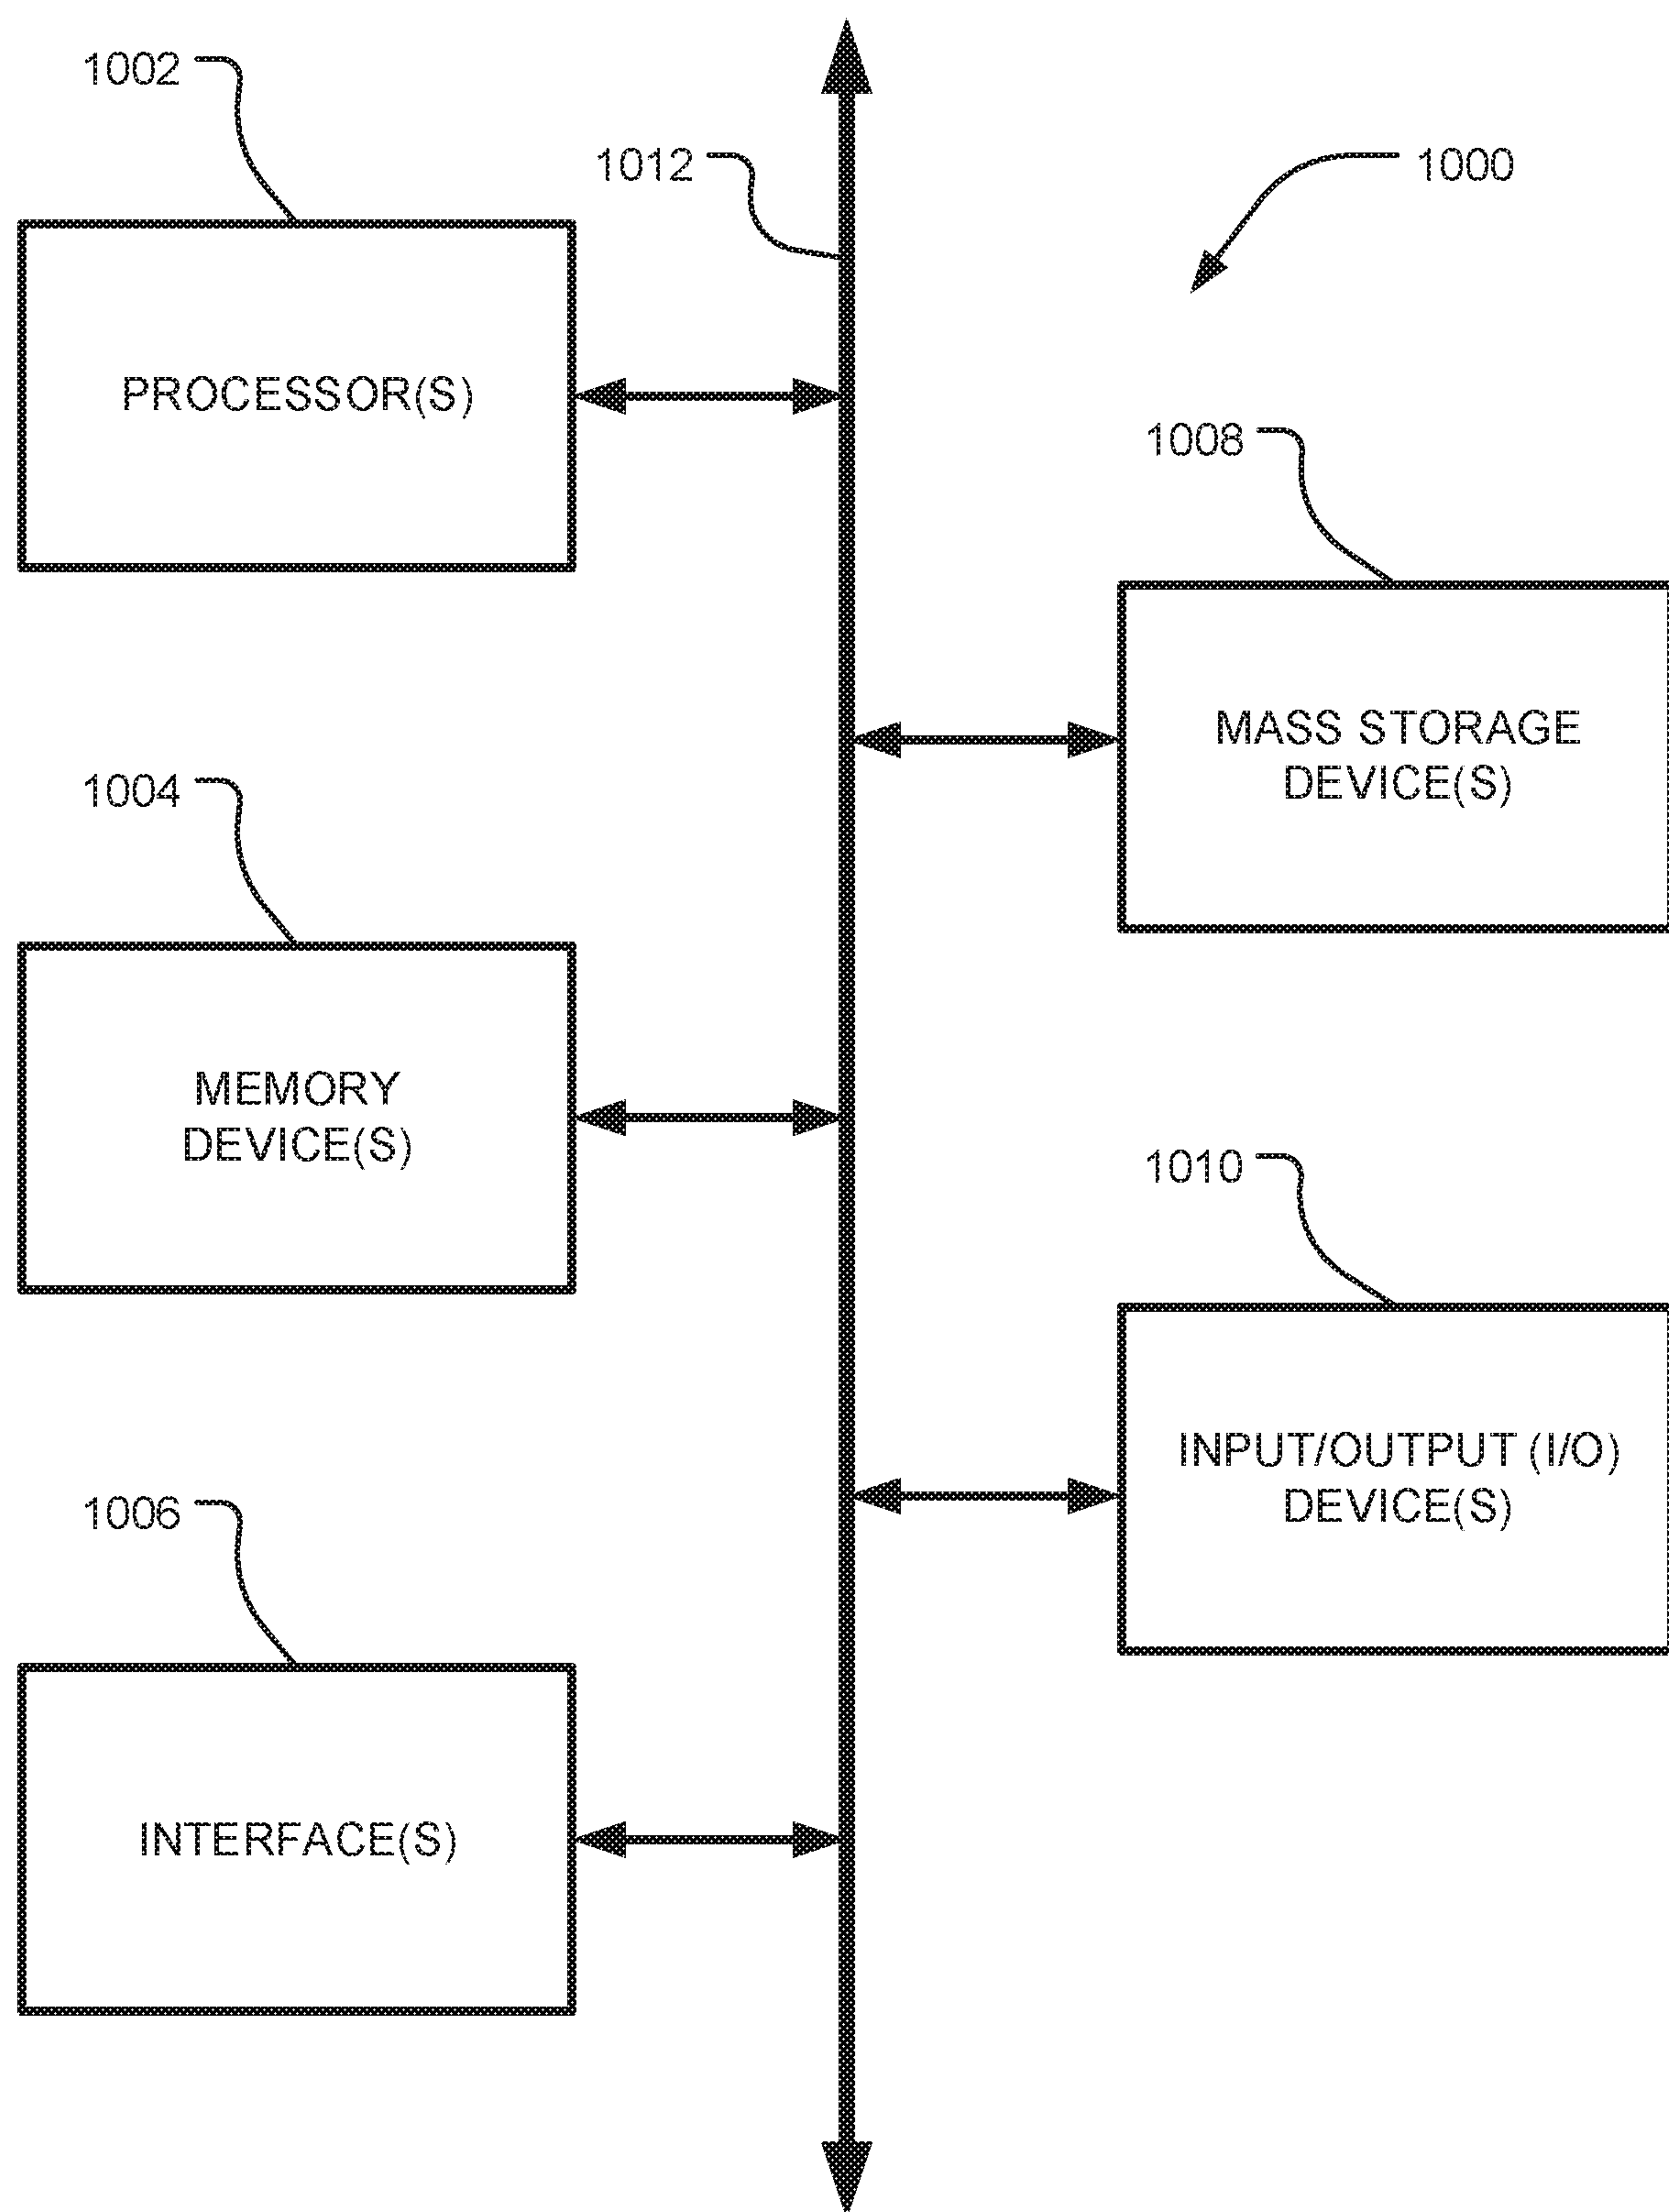 1002
1012
1000
PROCESSOR(S)
1008
MASS STORAGE
DEVICE(S)
1004
MEMORY
DEVICE(S)
1010
INPUT/OUTPUT (I/O)
DEVICE(S)
1006
INTERFACE(S)